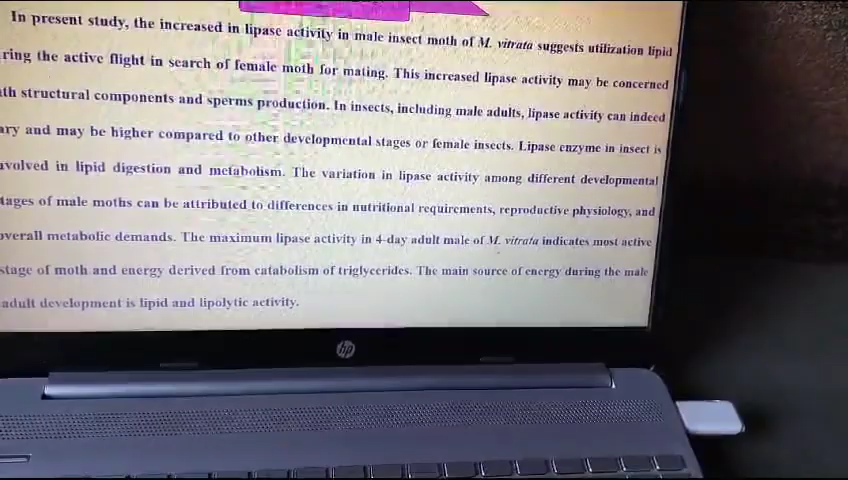 In present study, the increased in lipase activity in male insect moth of M. vitrata suggests utilization lipid
ring the active flight in search of female moth for mating. This increased lipase activity may be concerned
th structural components and sperms production. In insects, including male adults, lipase activity can indeed
ary and may be higher compared to other developmental stages or female insects. Lipase enzyme in insect is
nvolved in lipid digestion and metabolism. The variation in lipase activity among different developmental
tages of male moths can be attributed to differences in nutritional requirements, reproductive physiology, and
overall metabolic demands. The maximum lipase activity in 4-day adult male of M. vitrata indicates most active
stage of moth and energy derived from catabolism of triglycerides. The main source of energy during the male
adult development is lipid and lipolytic activity.
hp